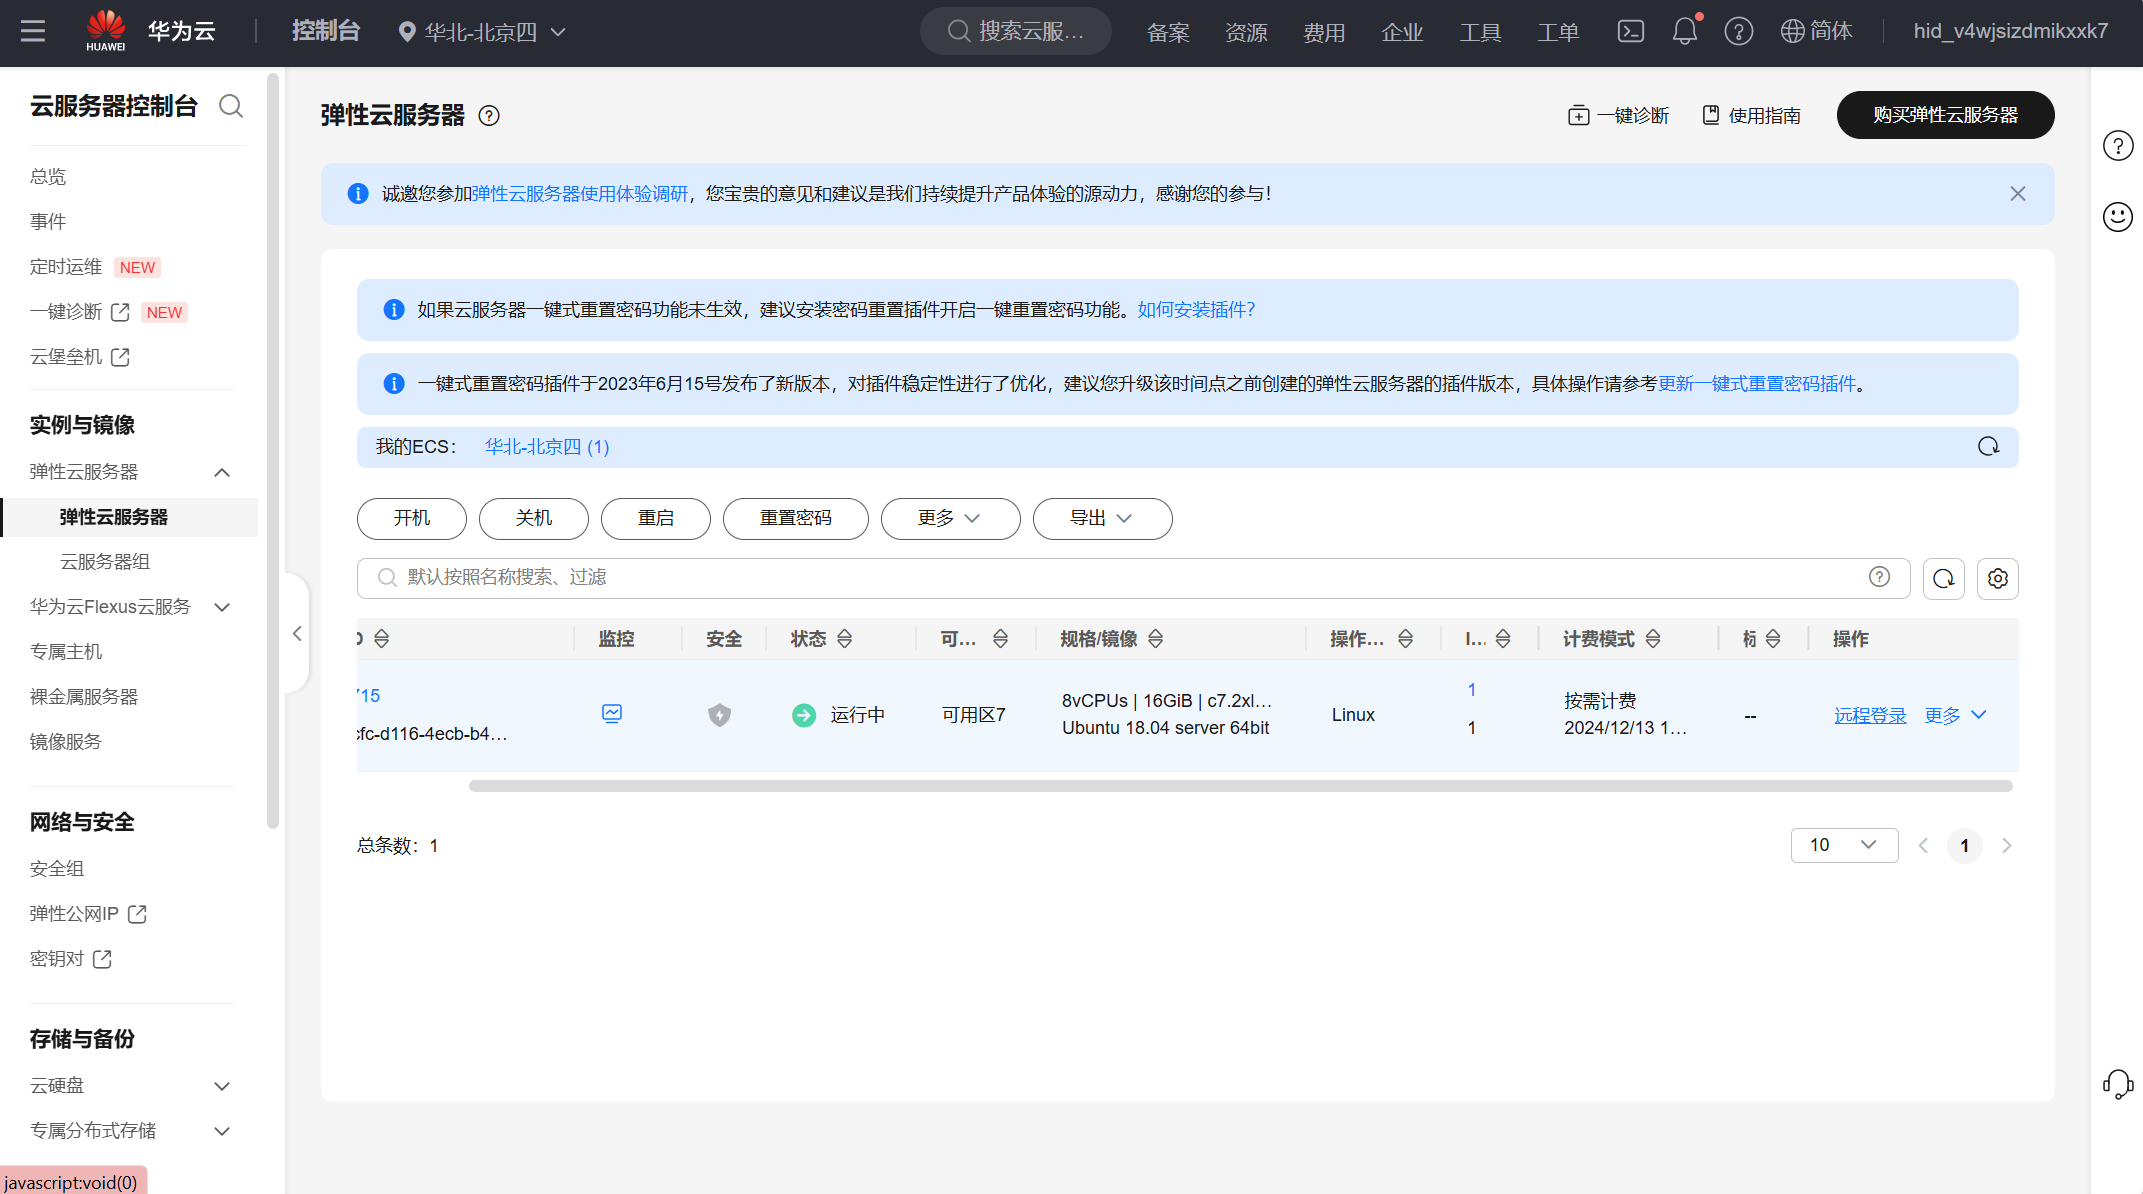 HUAWEI 华为云 控制台 华北-北京四 搜索云服... 备案 资源 费用 企业 工具 工单 简体 hid_v4wjsizdmikxxk7
云服务器控制台
总览
事件
定时运维 NEW
一键诊断 NEW
云堡垒机
实例与镜像
弹性云服务器
弹性云服务器
云服务器组
华为云Flexus云服务
专属主机
裸金属服务器
镜像服务
网络与安全
安全组
弹性公网IP
密钥对
存储与备份
云硬盘
专属分布式存储
javascript:void(0)
弹性云服务器 一键诊断 使用指南 购买弹性云服务器
诚邀您参加弹性云服务器使用体验调研，您宝贵的意见和建议是我们持续提升产品体验的源动力，感谢您的参与！
如果云服务器一键式重置密码功能未生效，建议安装密码重置插件开启一键重置密码功能。如何安装插件？
一键式重置密码插件于2023年6月15号发布了新版本，对插件稳定性进行了优化，建议您升级该时间点之前创建的弹性云服务器的插件版本，具体操作请参考更新一键式重置密码插件。
我的ECS： 华北-北京四 (1)
开机 关机 重启 重置密码 更多 导出
默认按照名称搜索、过滤
监控 安全 状态 可... 规格/镜像 操作... I... 计费模式 标 操作
715 运行中 可用区7 8vCPUs | 16GiB | c7.2xl... Linux 1 按需计费 -- 远程登录 更多
cfc-d116-4ecb-b4... Ubuntu 18.04 server 64bit 1 2024/12/13 1...
总条数：1 10 1